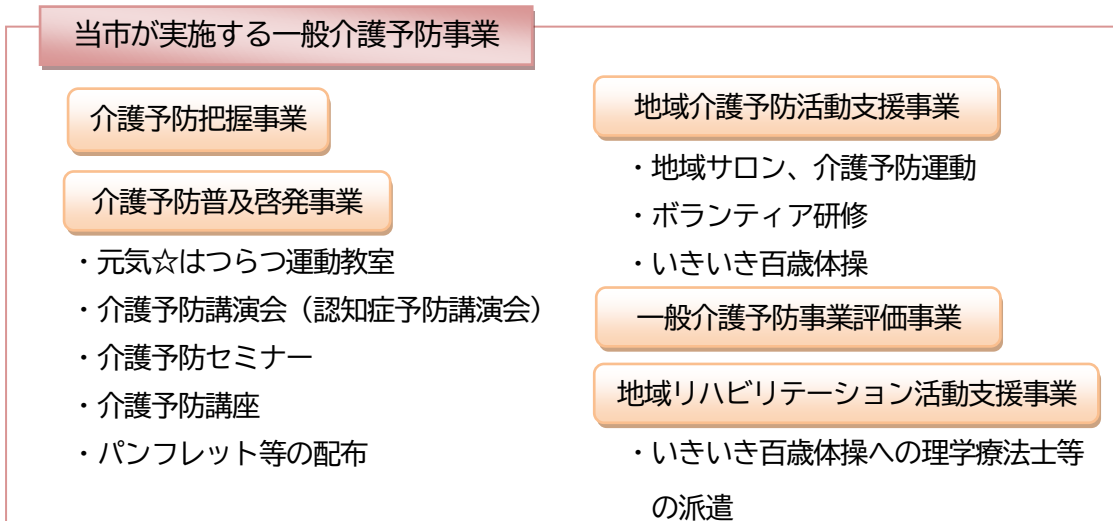 当市が実施する一般介護予防事業
介護予防把握事業
介護予防普及啓発事業
・元気☆はつらつ運動教室
・介護予防講演会（認知症予防講演会）
・介護予防セミナー
・介護予防講座
・パンフレット等の配布
地域介護予防活動支援事業
・地域サロン、介護予防運動
・ボランティア研修
・いきいき百歳体操
一般介護予防事業評価事業
地域リハビリテーション活動支援事業
・いきいき百歳体操への理学療法士等
の派遣